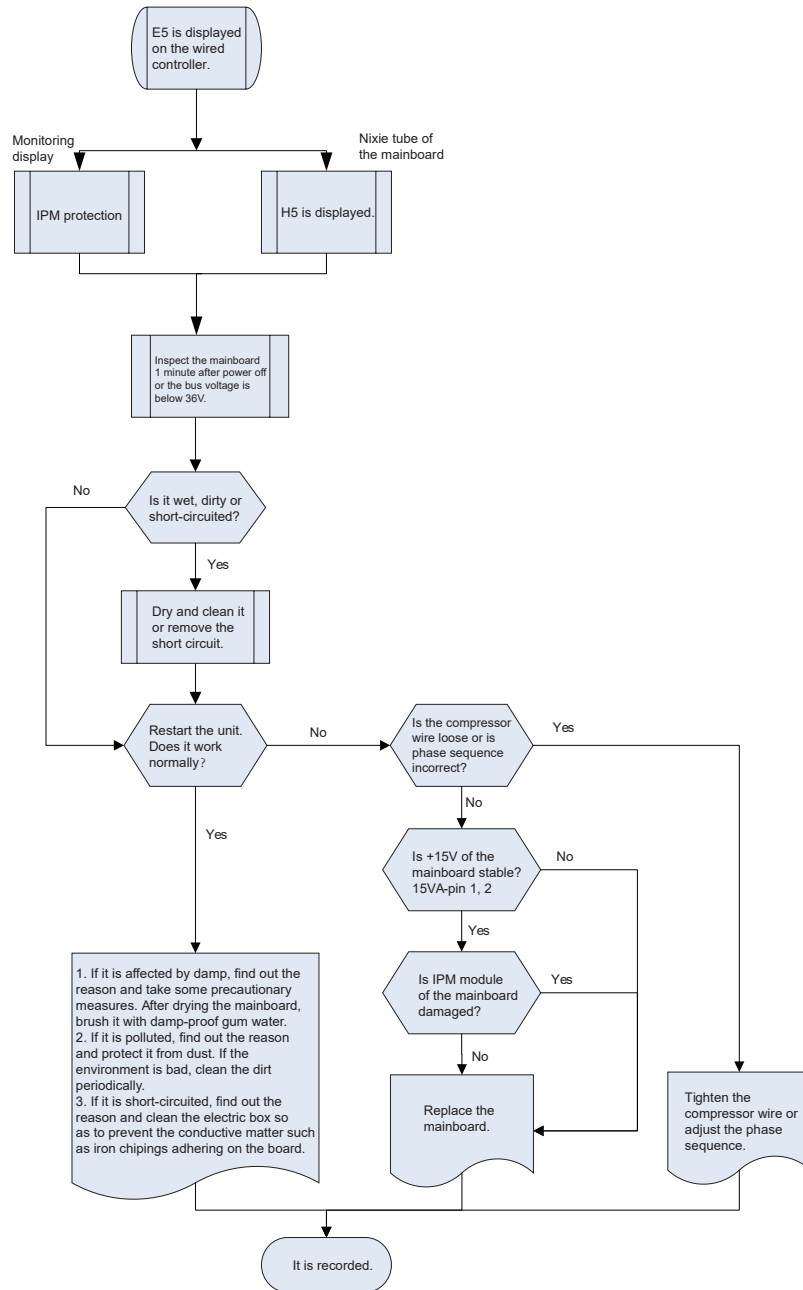 E5 is displayed
on the wired
controller.
Monitoring
display
Nixie tube of
the mainboard
IPM protection
H5 is displayed.
Inspect the mainboard
1 minute after power off
or the bus voltage is
below 36V.
No
Is it wet, dirty or
short-circuited?
Yes
Dry and clean it
or remove the
short circuit.
Restart the unit.
Does it work
normally?
No
Is the compressor
wire loose or is
phase sequence
incorrect?
Yes
No
Yes
Is +15V of the
mainboard stable?
15VA-pin 1, 2
No
Yes
Is IPM module
of the mainboard
damaged?
Yes
No
1. If it is affected by damp, find out the
reason and take some precautionary
measures. After drying the mainboard,
brush it with damp-proof gum water.
2. If it is polluted, find out the reason
and protect it from dust. If the
environment is bad, clean the dirt
periodically.
3. If it is short-circuited, find out the
reason and clean the electric box so
as to prevent the conductive matter such
as iron chipings adhering on the board.
Replace the
mainboard.
Tighten the
compressor wire or
adjust the phase
sequence.
It is recorded.